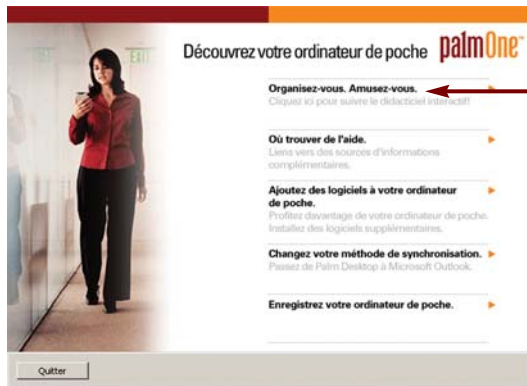 Découvrez votre ordinateur de poche palmOne
EXIT
Organisez-vous. Amusez-vous.
Cliquez ici pour suivre le didacticiel interactif!
Où trouver de l'aide.
Liens vers des sources d'informations
complémentaires.
Ajoutez des logiciels à votre ordinateur
de poche.
Profitez davantage de votre ordinateur de poche.
Installez des logiciels supplémentaires.
Changez votre méthode de synchronisation.
Passez de Palm Desktop à Microsoft Outlook.
Enregistrez votre ordinateur de poche.
Quitter